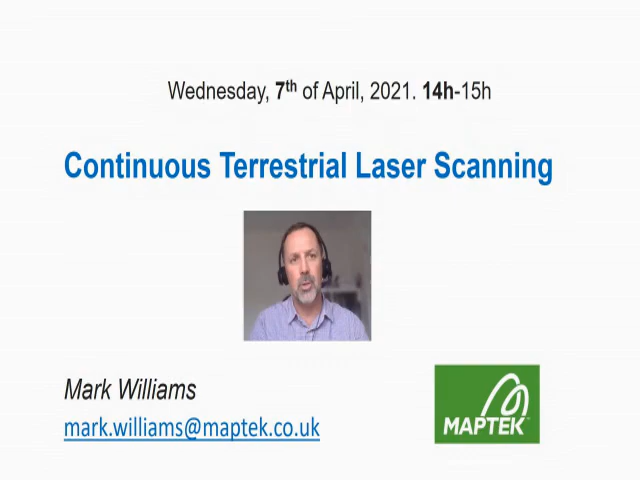 Wednesday, 7th of April, 2021. 14h-15h
Continuous Terrestrial Laser Scanning
Mark Williams
mark.williams@maptek.co.uk
MAPTEK